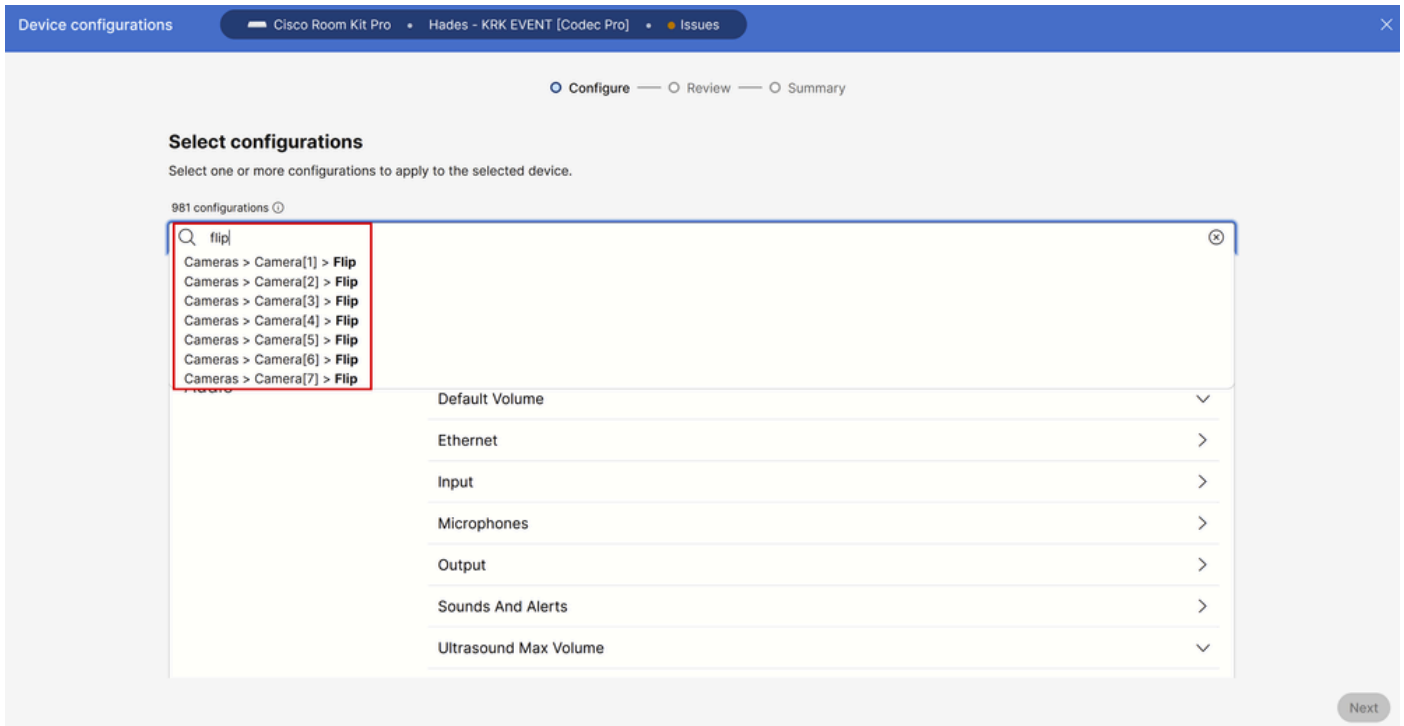 Device configurations
Cisco Room Kit Pro • Hades - KRK EVENT [Codec Pro] • Issues
Configure
Review
Summary
Select configurations
Select one or more configurations to apply to the selected device.
981 configurations
flip
Cameras > Camera[1] > Flip
Cameras > Camera[2] > Flip
Cameras > Camera[3] > Flip
Cameras > Camera[4] > Flip
Cameras > Camera[5] > Flip
Cameras > Camera[6] > Flip
Cameras > Camera[7] > Flip
Default Volume
Ethernet
Input
Microphones
Output
Sounds And Alerts
Ultrasound Max Volume
Next